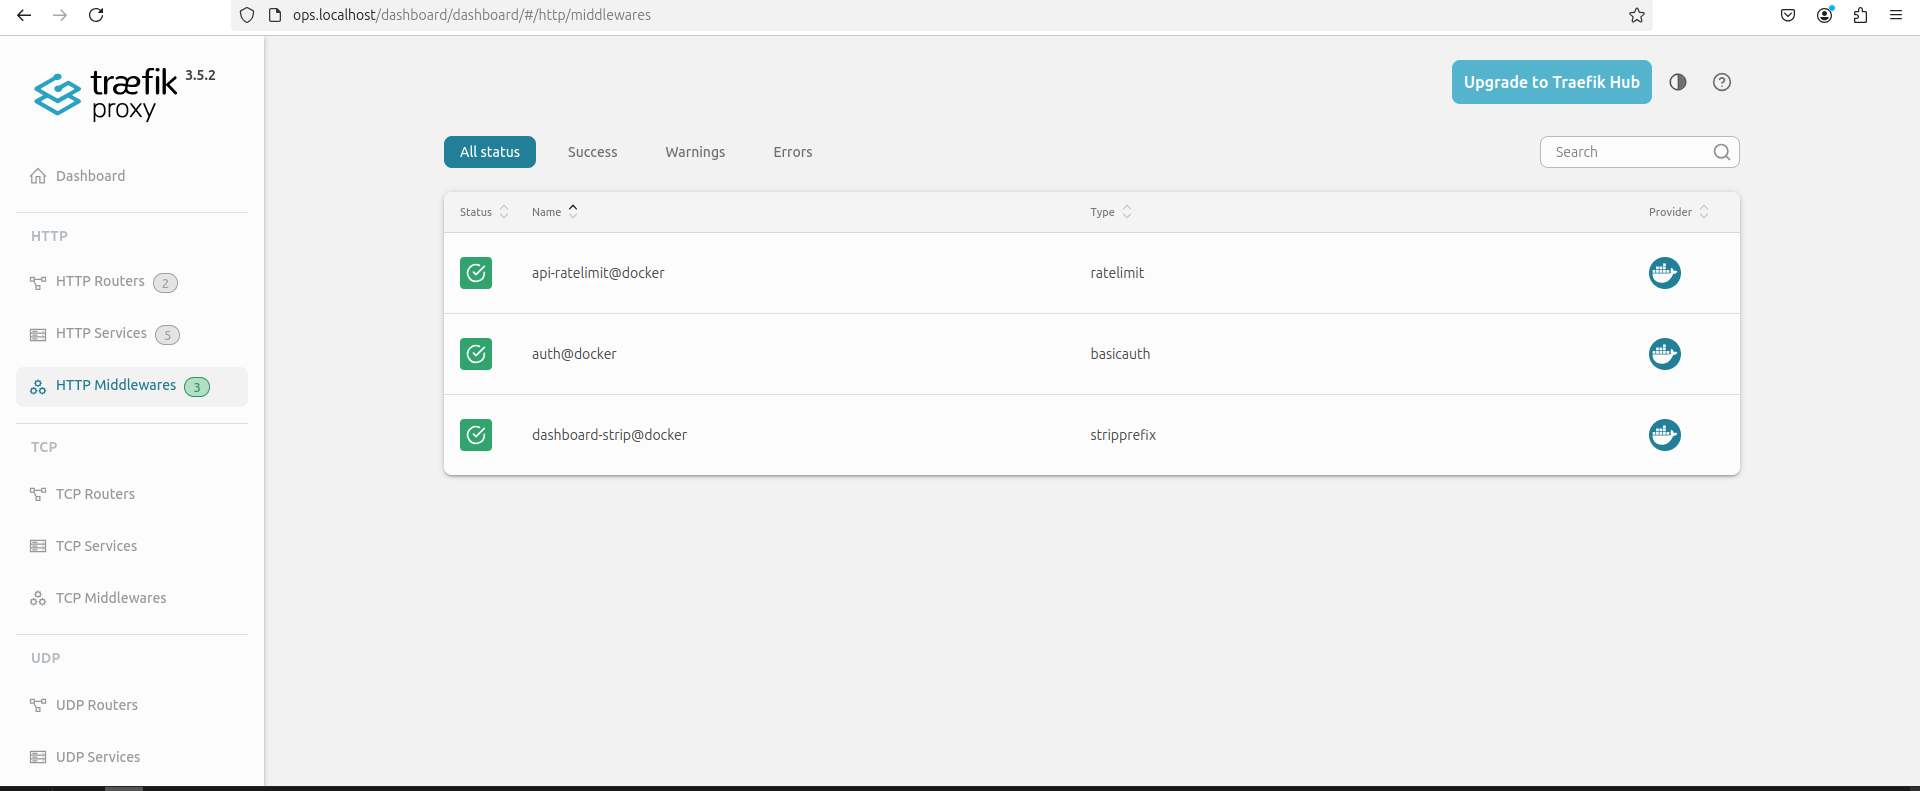 ops.localhost/dashboard/dashboard/#/http/middlewares
træfik 3.5.2
proxy
Dashboard
HTTP
HTTP Routers 2
HTTP Services 5
HTTP Middlewares 3
TCP
TCP Routers
TCP Services
TCP Middlewares
UDP
UDP Routers
UDP Services
Upgrade to Traefik Hub
All status Success Warnings Errors Search
Status Name Type Provider
api-ratelimit@docker ratelimit
auth@docker basicauth
dashboard-strip@docker stripprefix